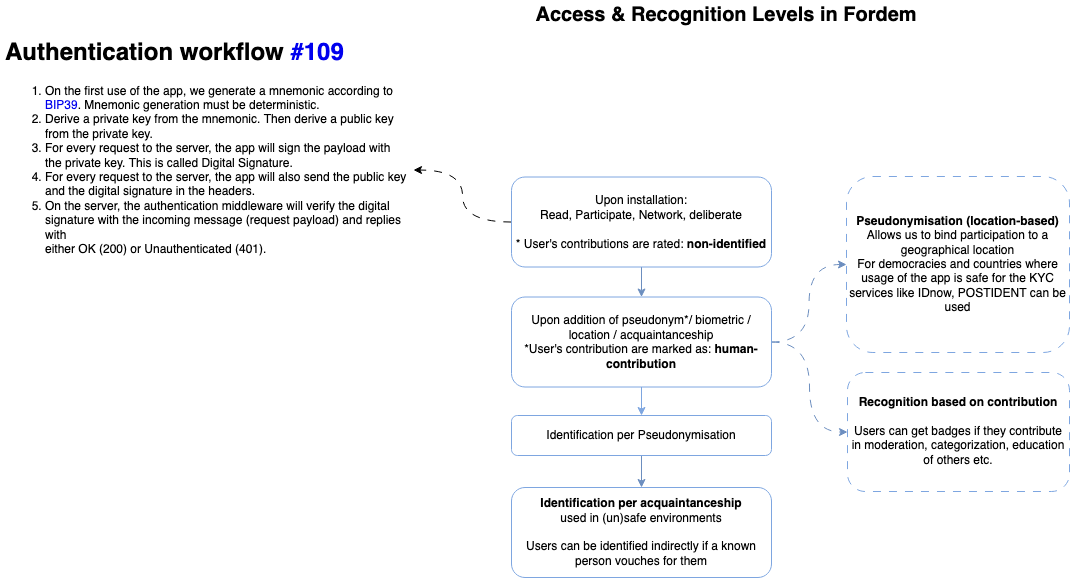 Access & Recognition Levels in Fordem
Authentication workflow #109
1. On the first use of the app, we generate a mnemonic according to
BIP39. Mnemonic generation must be deterministic.
2. Derive a private key from the mnemonic. Then derive a public key
from the private key.
3. For every request to the server, the app will sign the payload with
the private key. This is called Digital Signature.
4. For every request to the server, the app will also send the public key
and the digital signature in the headers.
5. On the server, the authentication middleware will verify the digital
signature with the incoming message (request payload) and replies
with
either OK (200) or Unauthenticated (401).
Upon installation:
Read, Participate, Network, deliberate
* User's contributions are rated: non-identified
Upon addition of pseudonym*/ biometric /
location / acquaintanceship
*User's contribution are marked as: human-
contribution
Identification per Pseudonymisation
Identification per acquaintanceship
used in (un)safe environments
Users can be identified indirectly if a known
person vouches for them
Pseudonymisation (location-based)
Allows us to bind participation to a
geographical location
For democracies and countries where
usage of the app is safe for the KYC
services like IDnow, POSTIDENT can be
used
Recognition based on contribution
Users can get badges if they contribute
in moderation, categorization, education
of others etc.